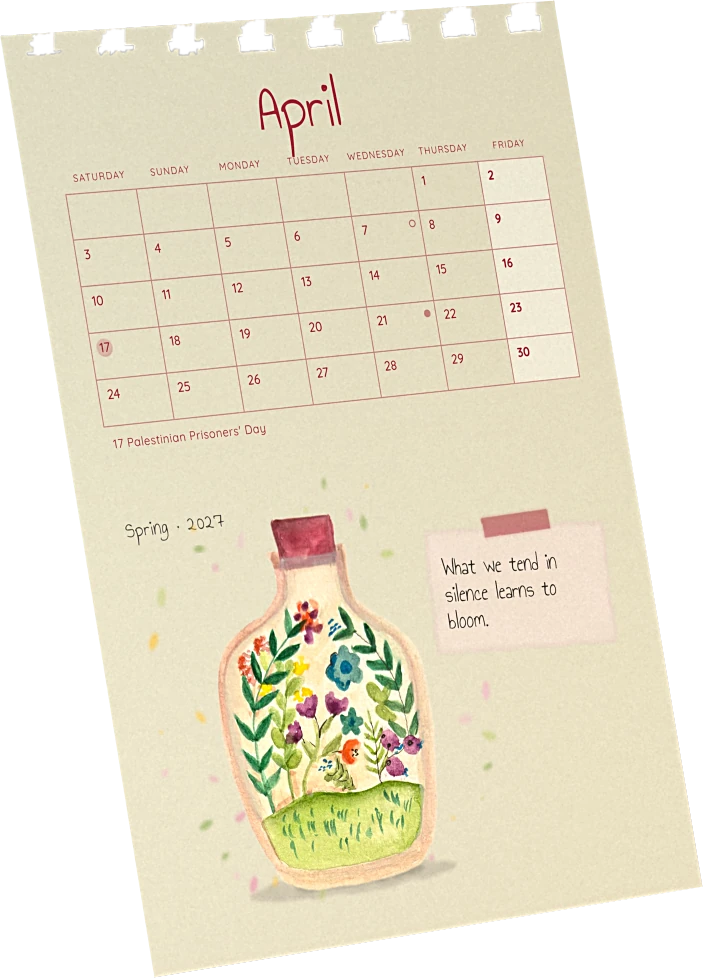 April
SATURDAY SUNDAY MONDAY TUESDAY WEDNESDAY THURSDAY FRIDAY
1 2
3 4 5 6 7 8 9
10 11 12 13 14 15 16
17 18 19 20 21 22 23
24 25 26 27 28 29 30
17 Palestinian Prisoners' Day
Spring · 2027
What we tend in
silence learns to
bloom.